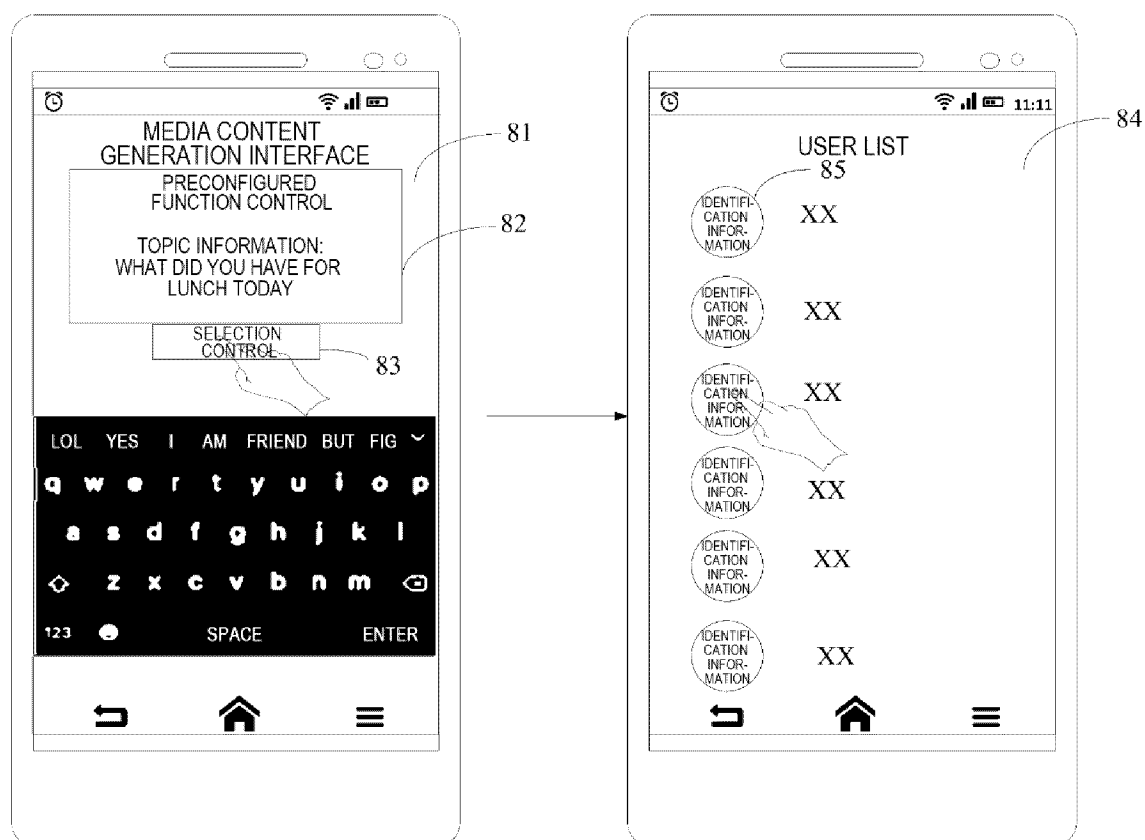 MEDIA CONTENT
GENERATION INTERFACE
81
PRECONFIGURED
FUNCTION CONTROL
82
TOPIC INFORMATION:
WHAT DID YOU HAVE FOR
LUNCH TODAY
SELECTION
CONTROL
83
LOL YES I AM FRIEND BUT FIG
q w e r t y u i o p
a s d f g h j k l
z x c v b n m
123 SPACE ENTER
11:11
84
USER LIST
85
IDENTIFI-
CATION
INFOR-
MATION
XX
IDENTIFI-
CATION
INFOR-
MATION
XX
IDENTIFI-
CATION
INFOR-
MATION
XX
IDENTIFI-
CATION
INFOR-
MATION
XX
IDENTIFI-
CATION
INFOR-
MATION
XX
IDENTIFI-
CATION
INFOR-
MATION
XX